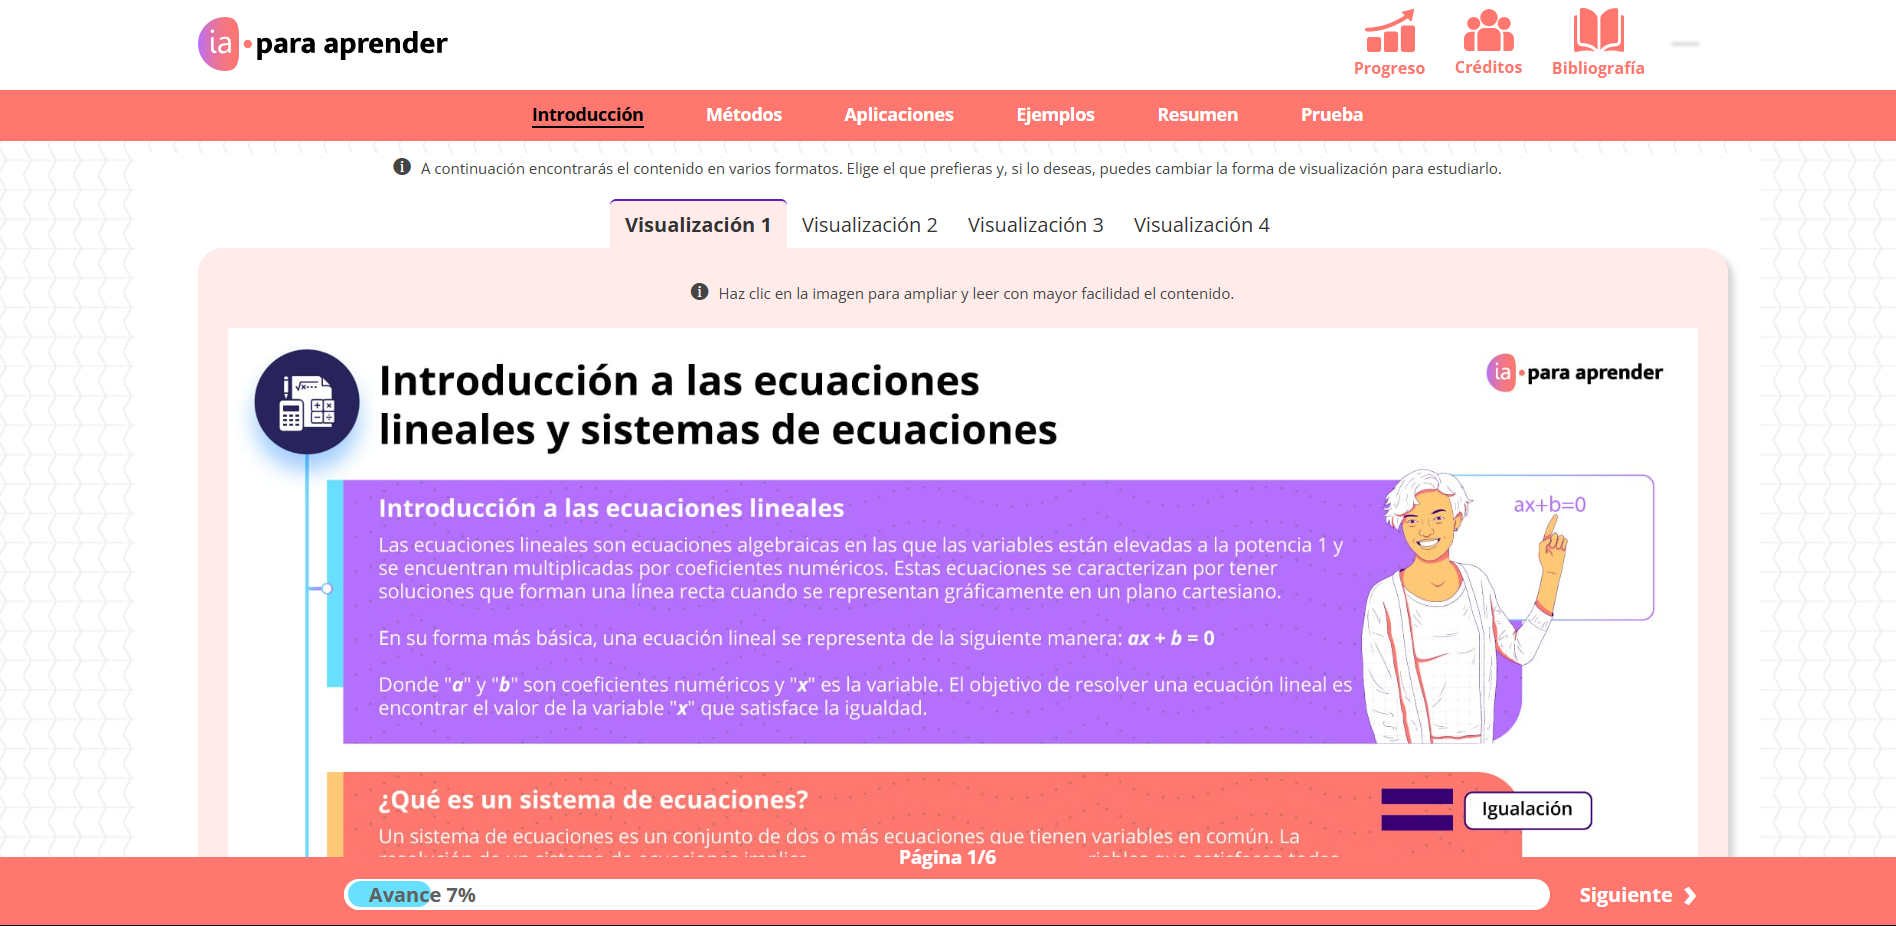 ia para aprender
Progreso
Créditos
Bibliografía
Introducción
Métodos
Aplicaciones
Ejemplos
Resumen
Prueba
A continuación encontrarás el contenido en varios formatos. Elige el que prefieras y, si lo deseas, puedes cambiar la forma de visualización para estudiarlo.
Visualización 1
Visualización 2
Visualización 3
Visualización 4
Haz clic en la imagen para ampliar y leer con mayor facilidad el contenido.
Introducción a las ecuaciones
lineales y sistemas de ecuaciones
ia para aprender
Introducción a las ecuaciones lineales
Las ecuaciones lineales son ecuaciones algebraicas en las que las variables están elevadas a la potencia 1 y
se encuentran multiplicadas por coeficientes numéricos. Estas ecuaciones se caracterizan por tener
soluciones que forman una línea recta cuando se representan gráficamente en un plano cartesiano.
En su forma más básica, una ecuación lineal se representa de la siguiente manera: ax + b = 0
Donde "a" y "b" son coeficientes numéricos y "x" es la variable. El objetivo de resolver una ecuación lineal es
encontrar el valor de la variable "x" que satisface la igualdad.
ax+b=0
¿Qué es un sistema de ecuaciones?
Un sistema de ecuaciones es un conjunto de dos o más ecuaciones que tienen variables en común. La
Igualación
Página 1/6
Avance 7%
Siguiente